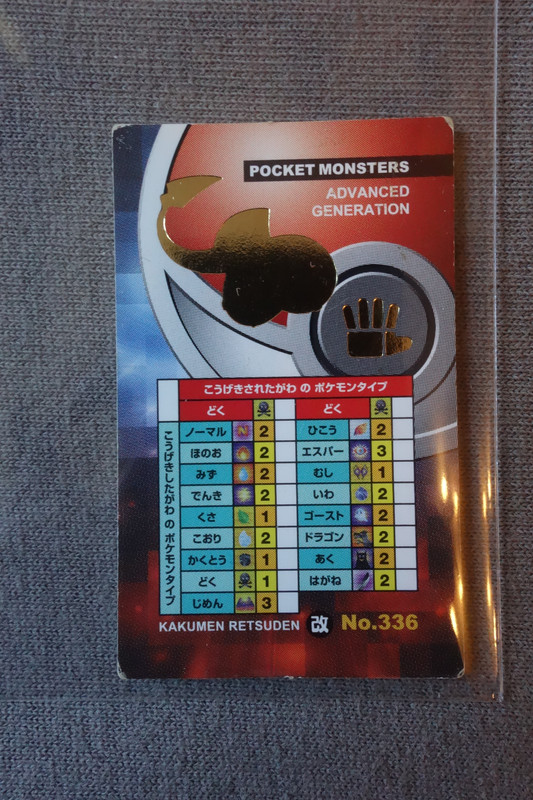 POCKET MONSTERS
ADVANCED
GENERATION
こうげきされたがわ の ポケモンタイプ
どく どく
こうげきしたがわ の ポケモンタイプ
ノーマル N 2 ひこう 2
ほのお 2 エスパー 3
みず 2 むし 1
でんき 2 いわ 2
くさ 1 ゴースト 2
こおり 2 ドラゴン 2
かくとう 1 あく 2
どく 1 はがね 2
じめん 3
KAKUMEN RETSUDEN 改 No.336